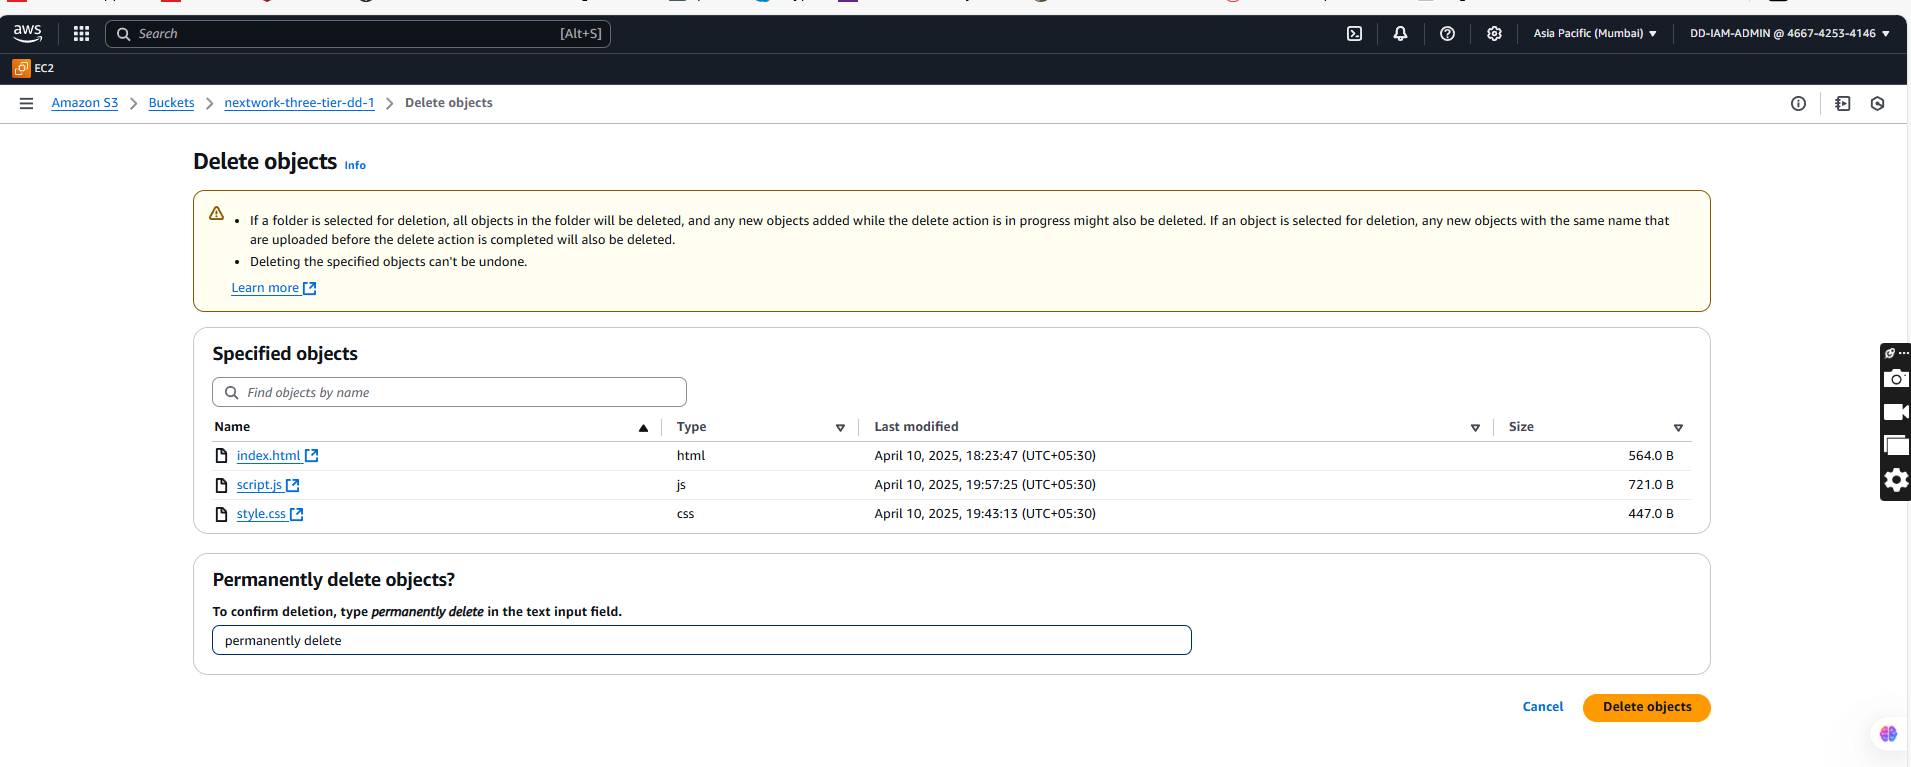 aws
Search [Alt+S]
Asia Pacific (Mumbai) DD-IAM-ADMIN @ 4667-4253-4146
EC2
Amazon S3 Buckets nextwork-three-tier-dd-1 Delete objects
Delete objects Info
If a folder is selected for deletion, all objects in the folder will be deleted, and any new objects added while the delete action is in progress might also be deleted. If an object is selected for deletion, any new objects with the same name that
are uploaded before the delete action is completed will also be deleted.
Deleting the specified objects can't be undone.
Learn more
Specified objects
Find objects by name
Name Type Last modified Size
index.html html April 10, 2025, 18:23:47 (UTC+05:30) 564.0 B
script.js js April 10, 2025, 19:57:25 (UTC+05:30) 721.0 B
style.css css April 10, 2025, 19:43:13 (UTC+05:30) 447.0 B
Permanently delete objects?
To confirm deletion, type permanently delete in the text input field.
permanently delete
Cancel Delete objects